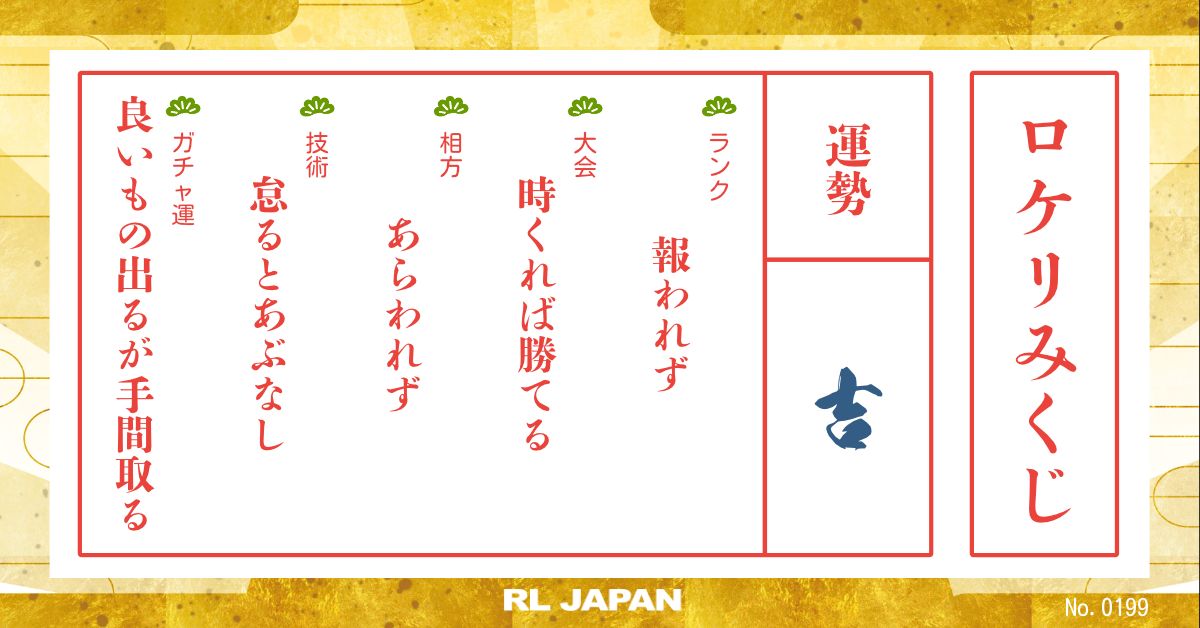 ロケリみくじ
運勢
吉
ランク
報われず
大会
時くれば勝てる
相方
あらわれず
技術
怠るとあぶなし
ガチャ運
良いもの出るが手間取る
RL JAPAN
No. 0199